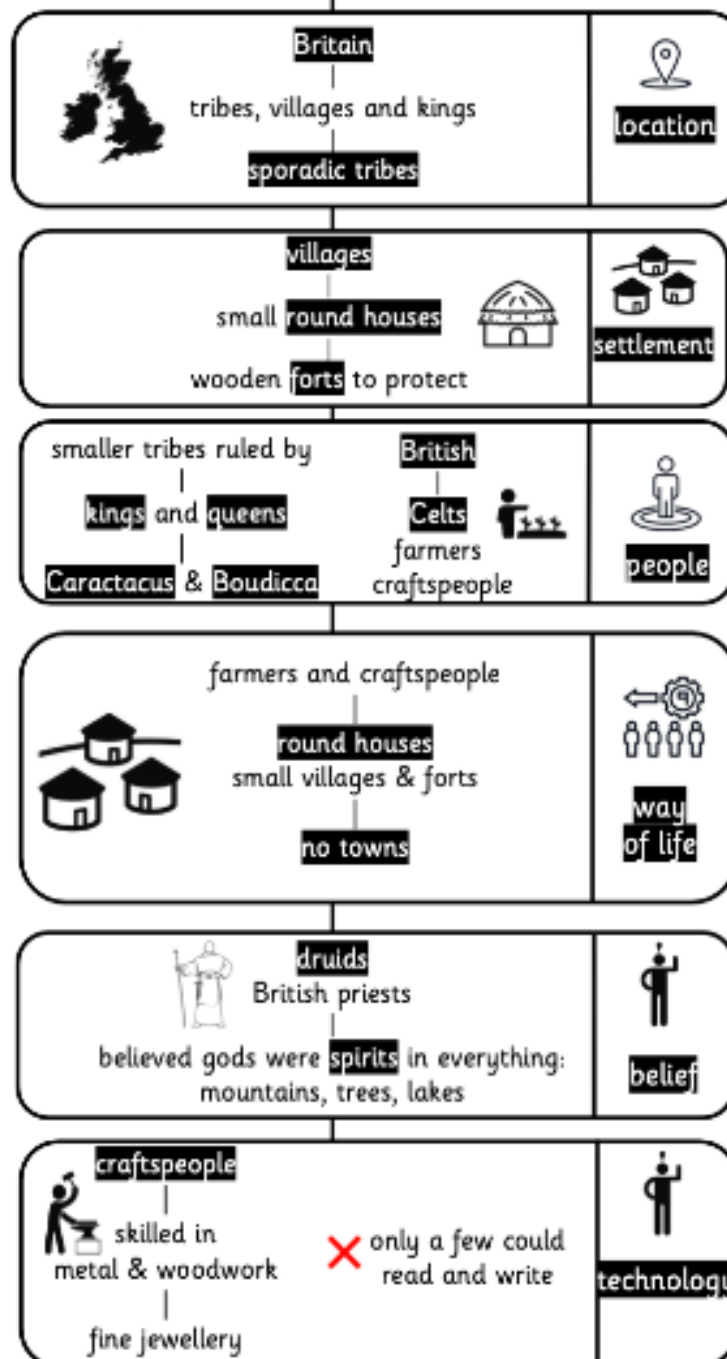 Britain
tribes, villages and kings
sporadic tribes
location
villages
small round houses
wooden forts to protect
settlement
smaller tribes ruled by
kings and queens
Caractacus & Boudicca
British
Celts
farmers
craftspeople
people
farmers and craftspeople
round houses
small villages & forts
no towns
way
of life
druids
British priests
believed gods were spirits in everything:
mountains, trees, lakes
belief
craftspeople
skilled in
metal & woodwork
fine jewellery
only a few could
read and write
technology